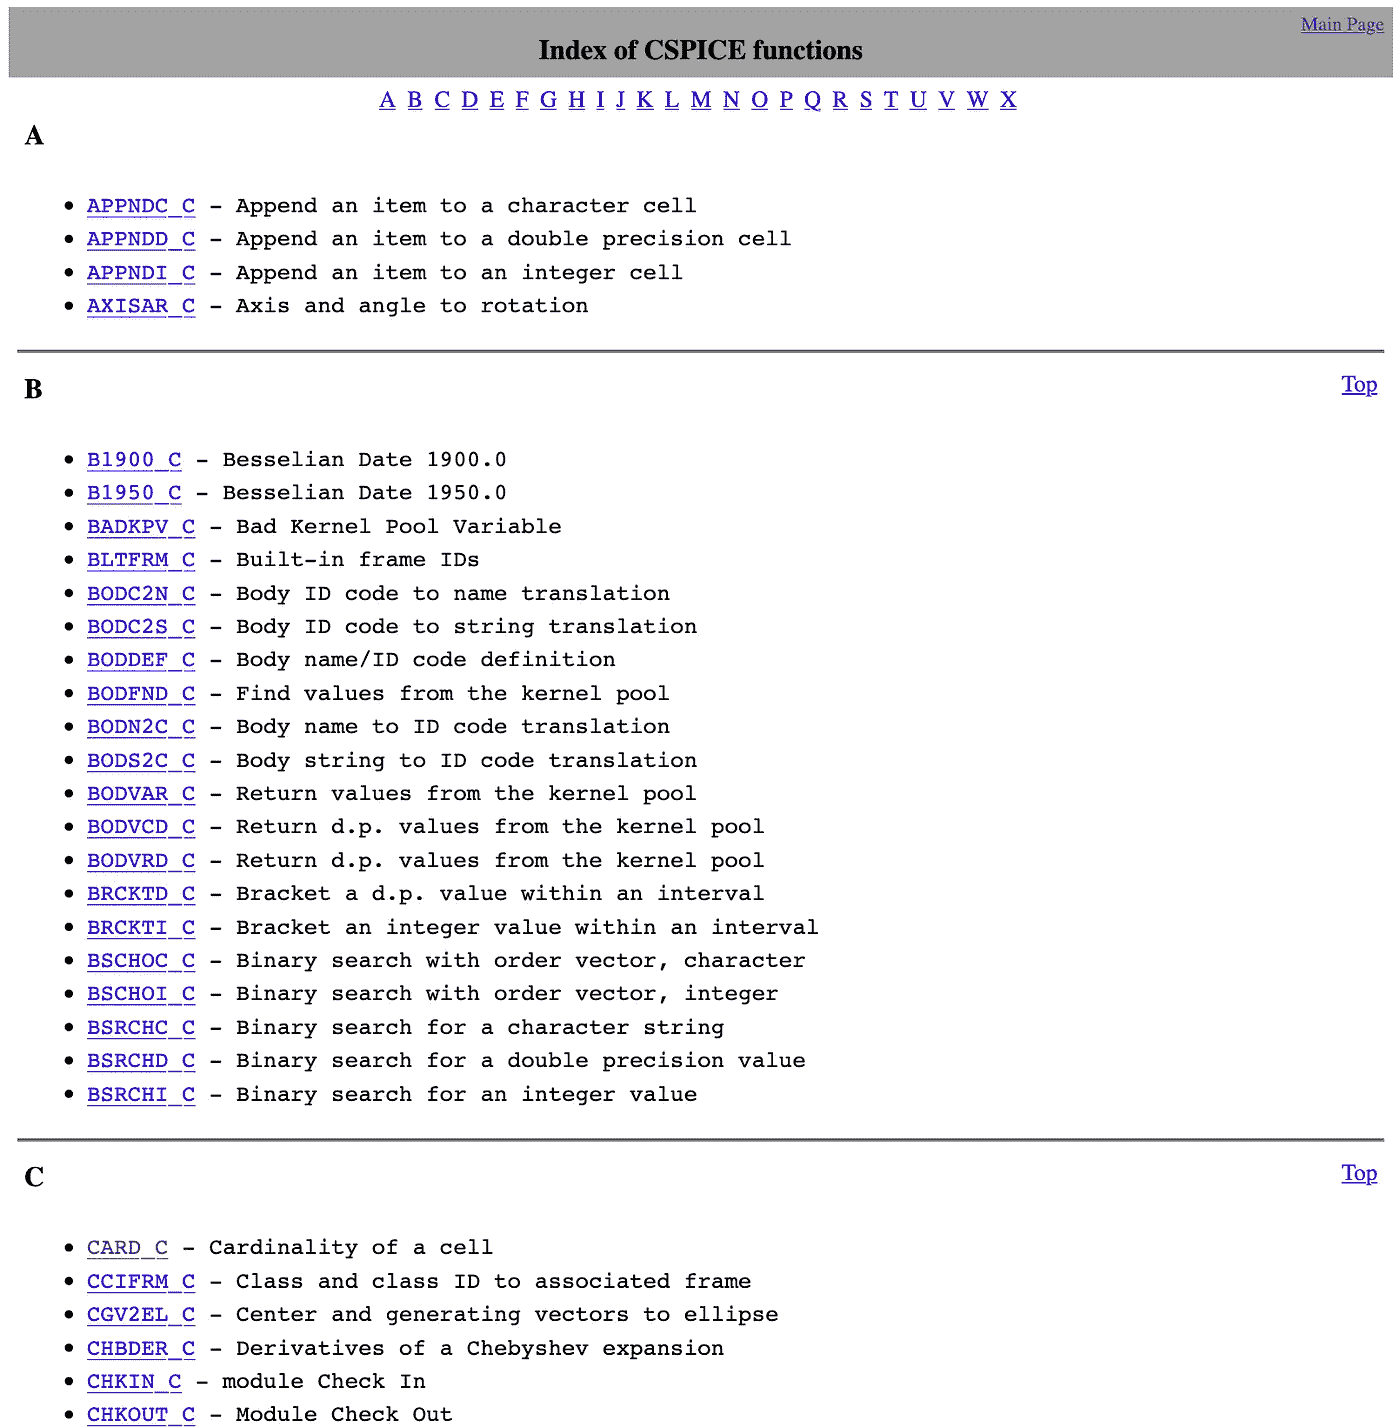 Main Page
Index of CSPICE functions
A B C D E F G H I J K L M N O P Q R S T U V W X
A
• APPNDC_C – Append an item to a character cell
• APPNDD_C – Append an item to a double precision cell
• APPNDI_C – Append an item to an integer cell
• AXISAR_C – Axis and angle to rotation
B
Top
• B1900_C – Besselian Date 1900.0
• B1950_C – Besselian Date 1950.0
• BADKPV_C – Bad Kernel Pool Variable
• BLTFRM_C – Built-in frame IDs
• BODC2N_C – Body ID code to name translation
• BODC2S_C – Body ID code to string translation
• BODDEF_C – Body name/ID code definition
• BODFND_C – Find values from the kernel pool
• BODN2C_C – Body name to ID code translation
• BODS2C_C – Body string to ID code translation
• BODVAR_C – Return values from the kernel pool
• BODVCD_C – Return d.p. values from the kernel pool
• BODVRD_C – Return d.p. values from the kernel pool
• BRCKTD_C – Bracket a d.p. value within an interval
• BRCKTI_C – Bracket an integer value within an interval
• BSCHOC_C – Binary search with order vector, character
• BSCHOI_C – Binary search with order vector, integer
• BSRCHC_C – Binary search for a character string
• BSRCHD_C – Binary search for a double precision value
• BSRCHI_C – Binary search for an integer value
C
Top
• CARD_C – Cardinality of a cell
• CCIFRM_C – Class and class ID to associated frame
• CGV2EL_C – Center and generating vectors to ellipse
• CHBDER_C – Derivatives of a Chebyshev expansion
• CHKIN_C – module Check In
• CHKOUT_C – Module Check Out